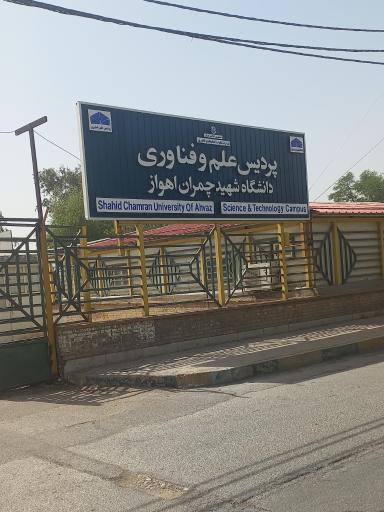 پردیس علم و فناوری
دانشگاه شهید چمران اهواز
Shahid Chamran University Of Ahvaz
Science & Technology Campus